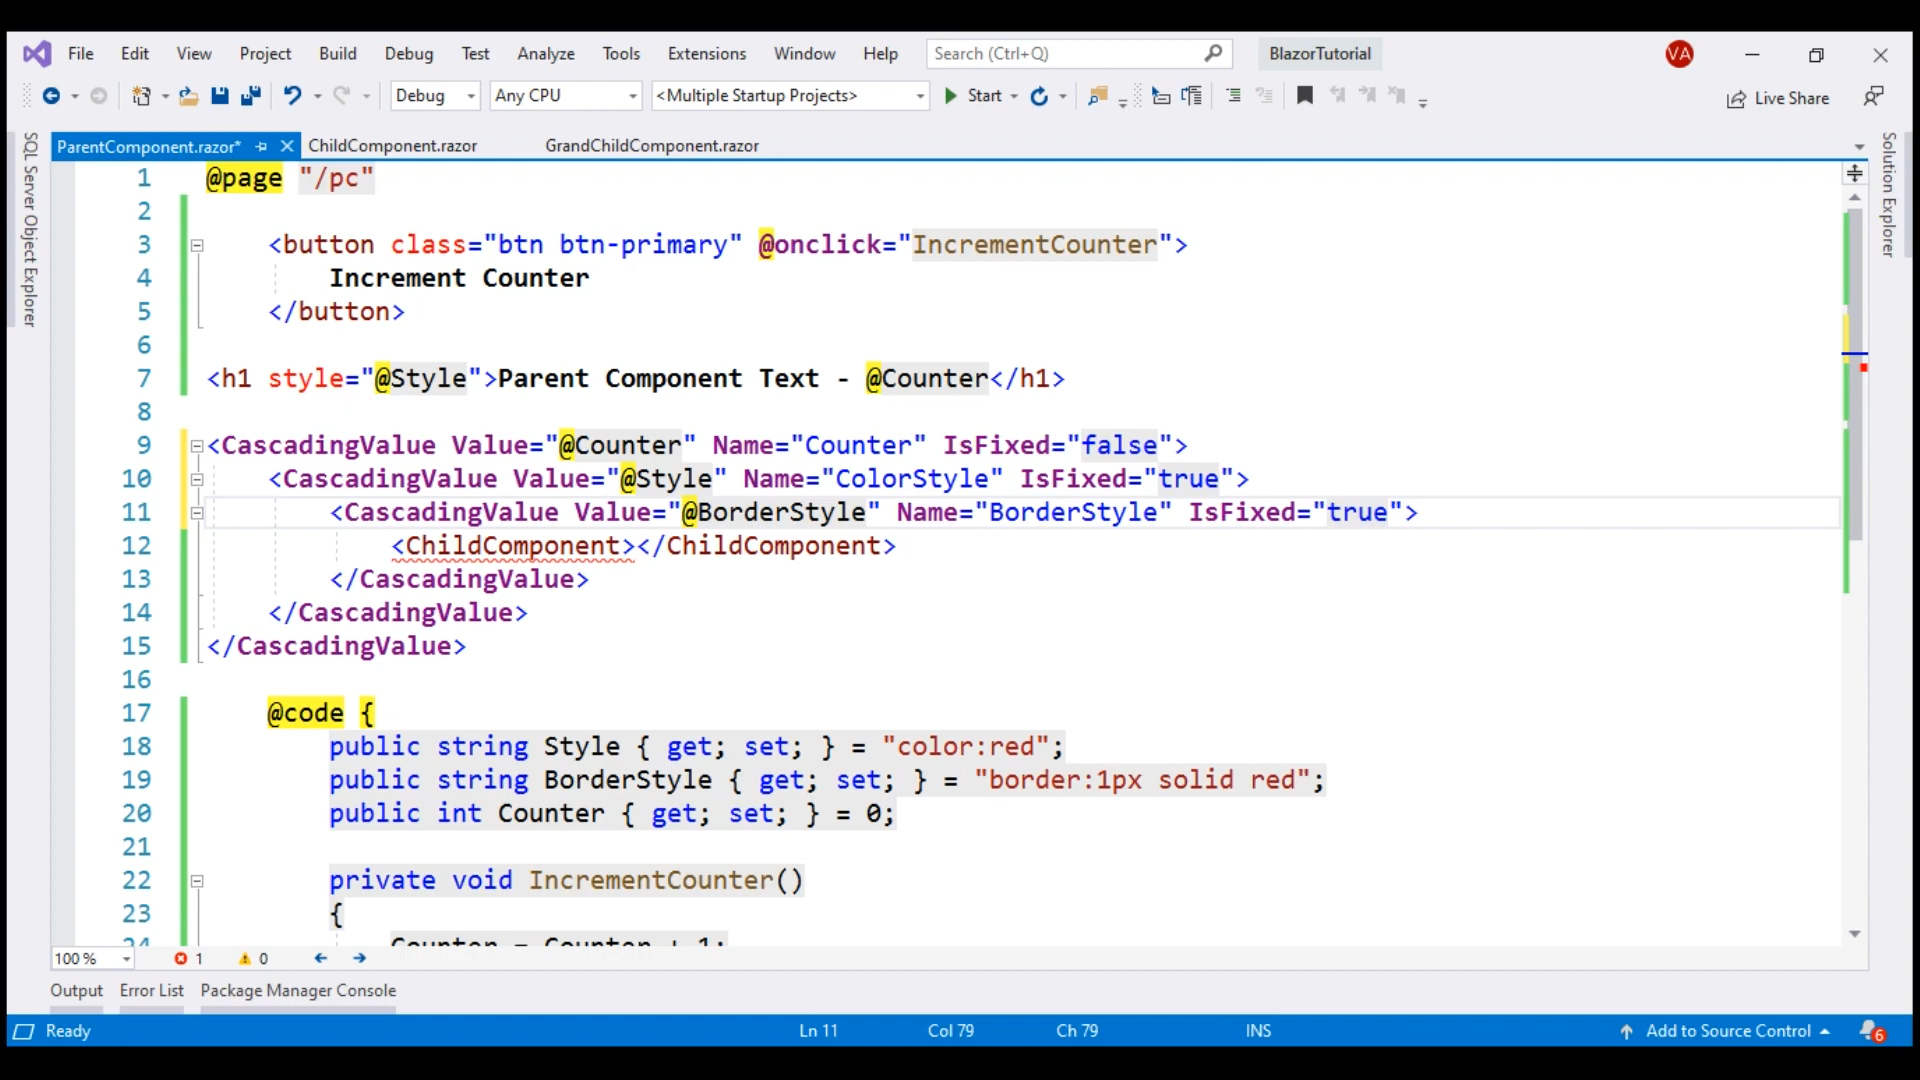 File Edit View Project Build Debug Test Analyze Tools Extensions Window Help Search (Ctrl+Q) BlazorTutorial VA
Debug Any CPU <Multiple Startup Projects> Start Live Share
SQL Server Object Explorer
ParentComponent.razor* ChildComponent.razor GrandChildComponent.razor
Solution Explorer
1 @page "/pc"
2
3 <button class="btn btn-primary" @onclick="IncrementCounter">
4 Increment Counter
5 </button>
6
7 <h1 style="@Style">Parent Component Text - @Counter</h1>
8
9 <CascadingValue Value="@Counter" Name="Counter" IsFixed="false">
10 <CascadingValue Value="@Style" Name="ColorStyle" IsFixed="true">
11 <CascadingValue Value="@BorderStyle" Name="BorderStyle" IsFixed="true">
12 <ChildComponent></ChildComponent>
13 </CascadingValue>
14 </CascadingValue>
15 </CascadingValue>
16
17 @code {
18 public string Style { get; set; } = "color:red";
19 public string BorderStyle { get; set; } = "border:1px solid red";
20 public int Counter { get; set; } = 0;
21
22 private void IncrementCounter()
23 {
24 Counter = Counter + 1;
100 % 1 0
Output Error List Package Manager Console
Ready Ln 11 Col 79 Ch 79 INS Add to Source Control 6